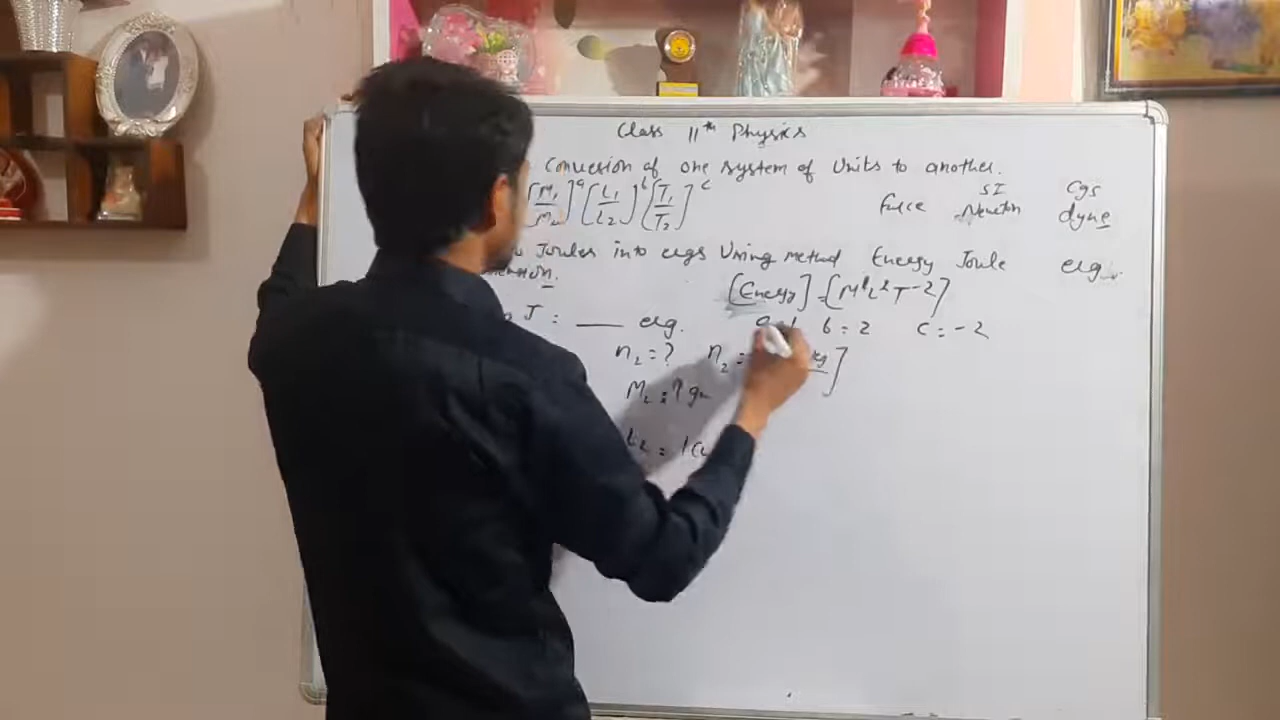 Class 11th Physics
Conversion of one system of Units to another.
[M₁/M₂]ᵃ [L₁/L₂]ᵇ [T₁/T₂]ᶜ
SI Cgs
Force Newton dyne
Joules into ergs Using method Energy Joule erg
[Energy] = [M¹L²T⁻²]
J = ___ erg. b = 2 c = -2
n₂ = ? n₂ =
M₂ = 1 gm
L₂ = 1